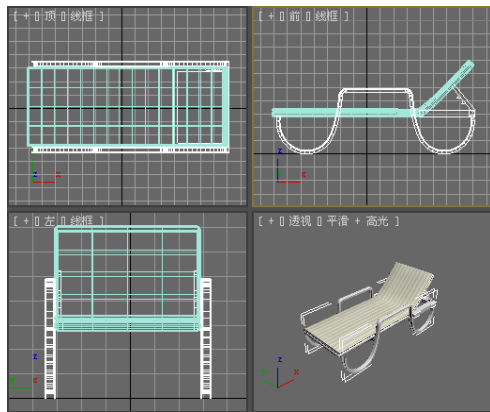 [ + ▯ 顶 ▯ 线框 ]
[ + ▯ 前 ▯ 线框 ]
z
x
z
x
[ + ▯ 左 ▯ 线框 ]
[ + ▯ 透视 ▯ 平滑 + 高光 ]
z
x
z
x